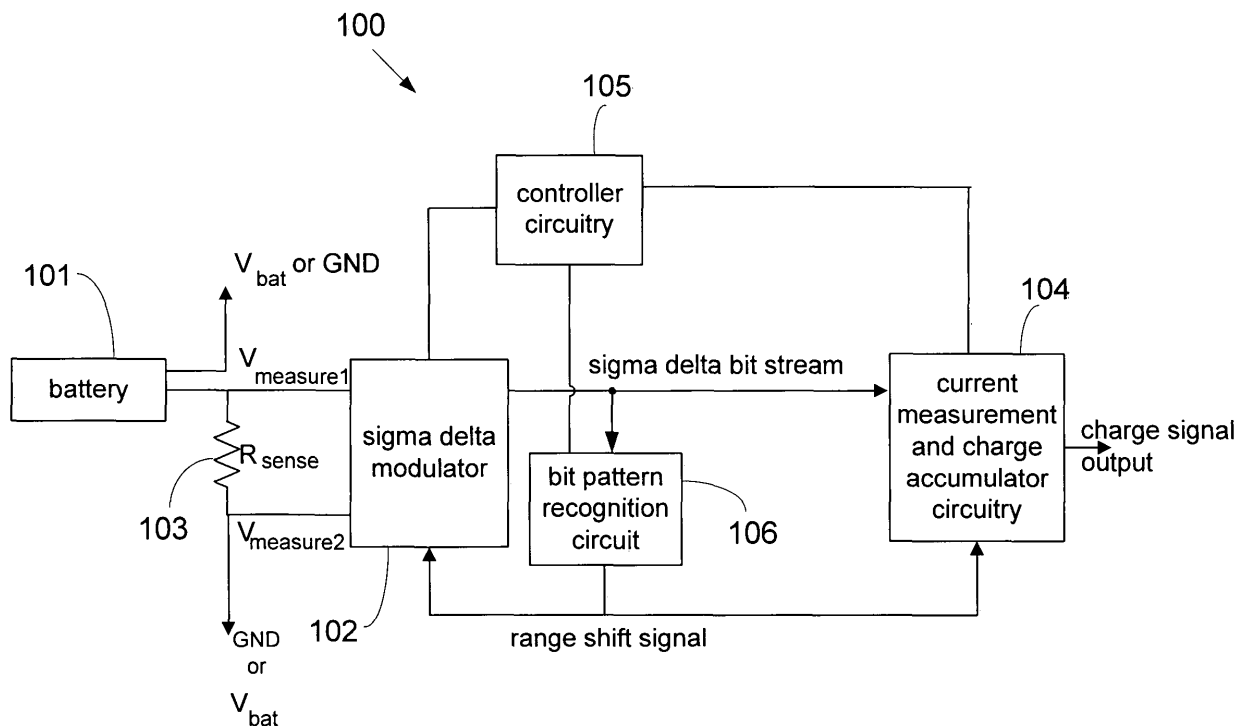 100
105
controller
circuitry
V bat or GND
101
104
battery
V measure1
sigma delta bit stream
current
measurement
and charge
accumulator
circuitry
charge signal
output
sigma delta
modulator
R sense
bit pattern
recognition
circuit
103
V measure2
106
102
range shift signal
GND
or
V bat